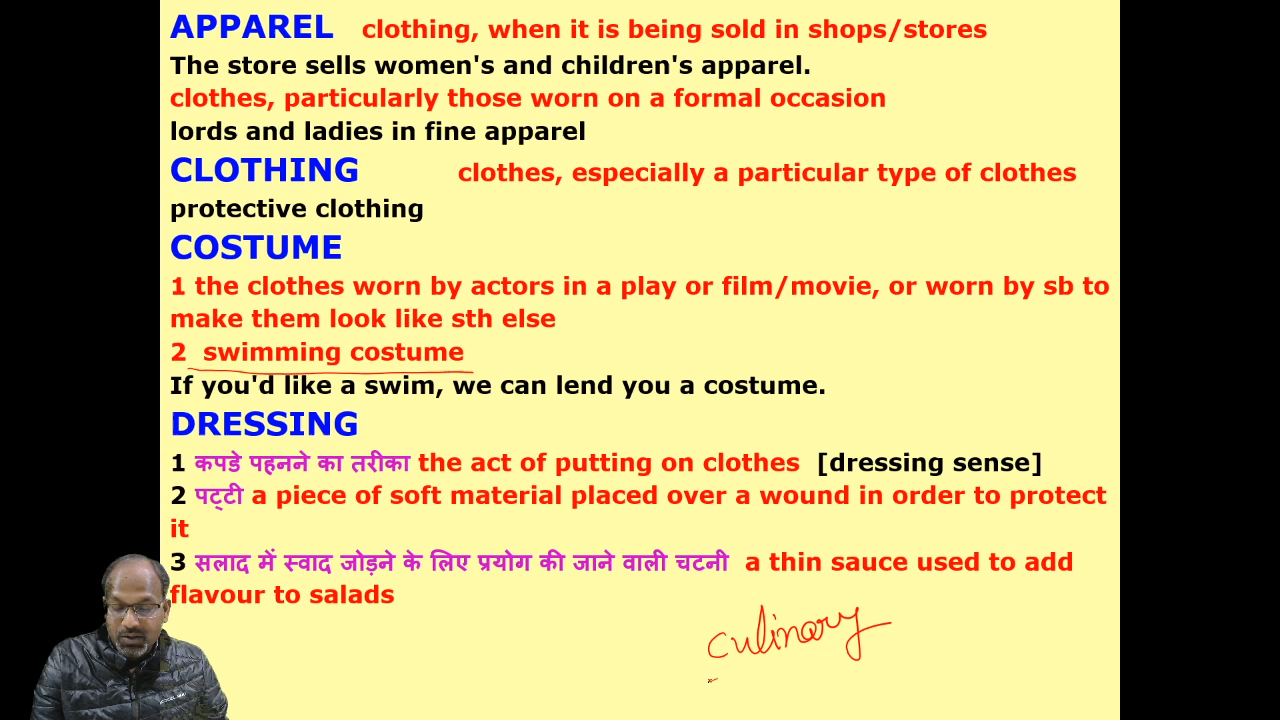 APPAREL clothing, when it is being sold in shops/stores
The store sells women's and children's apparel.
clothes, particularly those worn on a formal occasion
lords and ladies in fine apparel
CLOTHING clothes, especially a particular type of clothes
protective clothing
COSTUME
1 the clothes worn by actors in a play or film/movie, or worn by sb to
make them look like sth else
2 swimming costume
If you'd like a swim, we can lend you a costume.
DRESSING
1 कपडे पहनने का तरीका the act of putting on clothes [dressing sense]
2 पट्टी a piece of soft material placed over a wound in order to protect
it
3 सलाद में स्वाद जोड़ने के लिए प्रयोग की जाने वाली चटनी a thin sauce used to add
flavour to salads
culinary